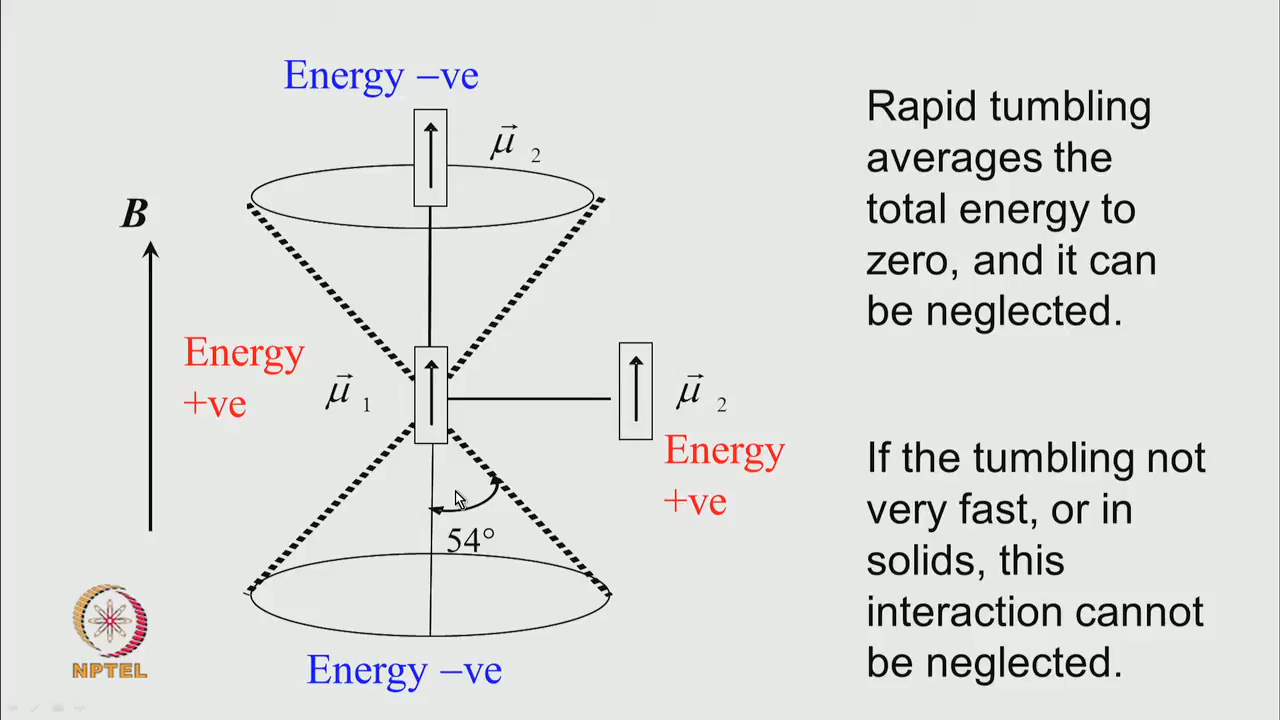 Energy –ve
μ⃗ 2
B
Energy
+ve
μ⃗ 1
μ⃗ 2
Energy
+ve
54°
Energy –ve
NPTEL
Rapid tumbling
averages the
total energy to
zero, and it can
be neglected.
If the tumbling not
very fast, or in
solids, this
interaction cannot
be neglected.